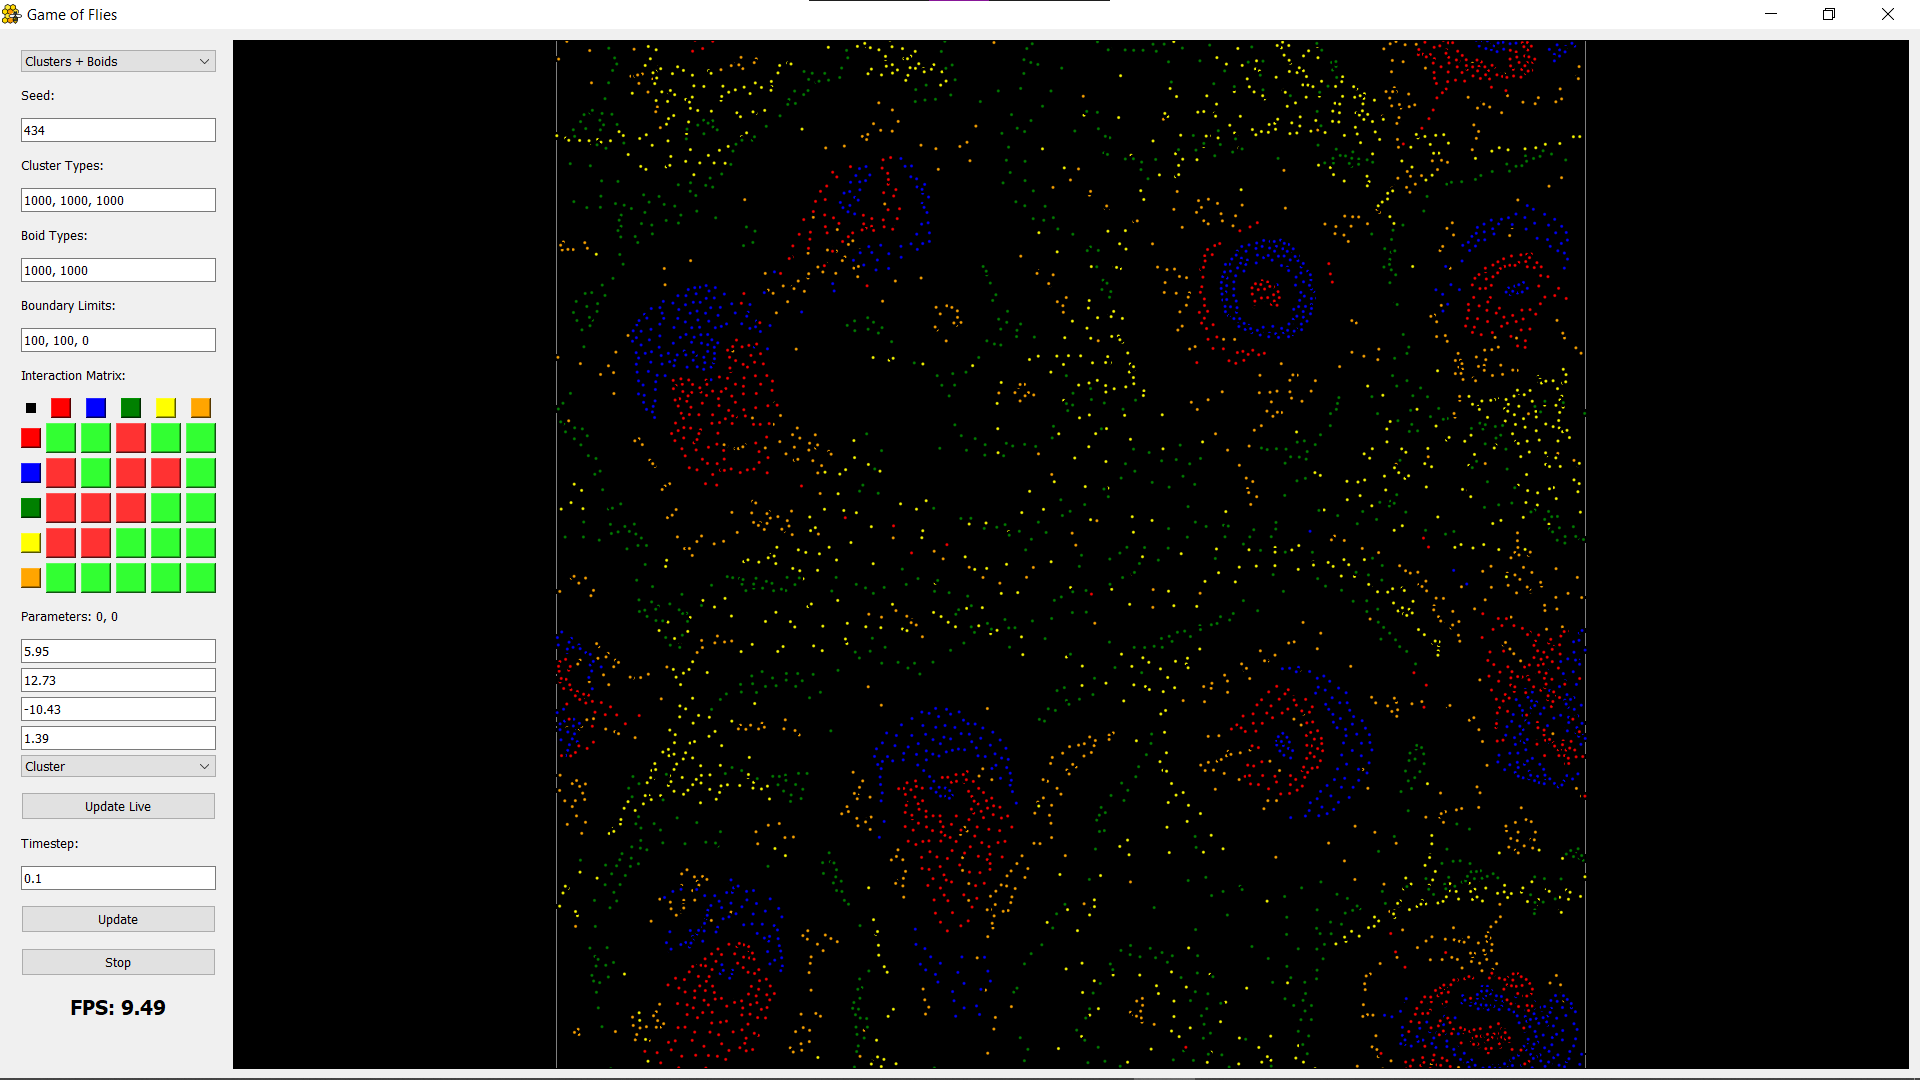 Game of Flies
Clusters + Boids
Seed:
434
Cluster Types:
1000, 1000, 1000
Boid Types:
1000, 1000
Boundary Limits:
100, 100, 0
Interaction Matrix:
Parameters: 0, 0
5.95
12.73
-10.43
1.39
Cluster
Update Live
Timestep:
0.1
Update
Stop
FPS: 9.49